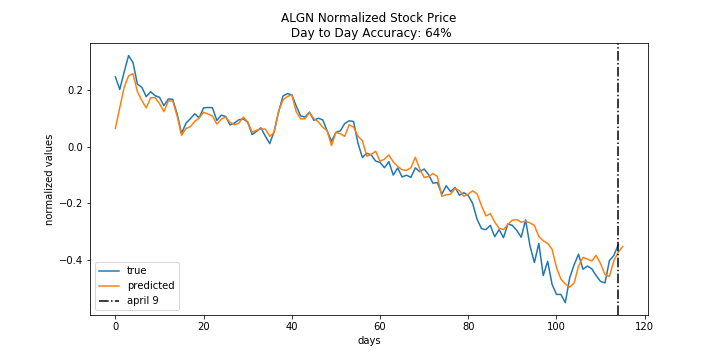 ALGN Normalized Stock Price
Day to Day Accuracy: 64%
normalized values
0.2
0.0
−0.2
−0.4
true
predicted
april 9
0
20
40
60
80
100
120
days